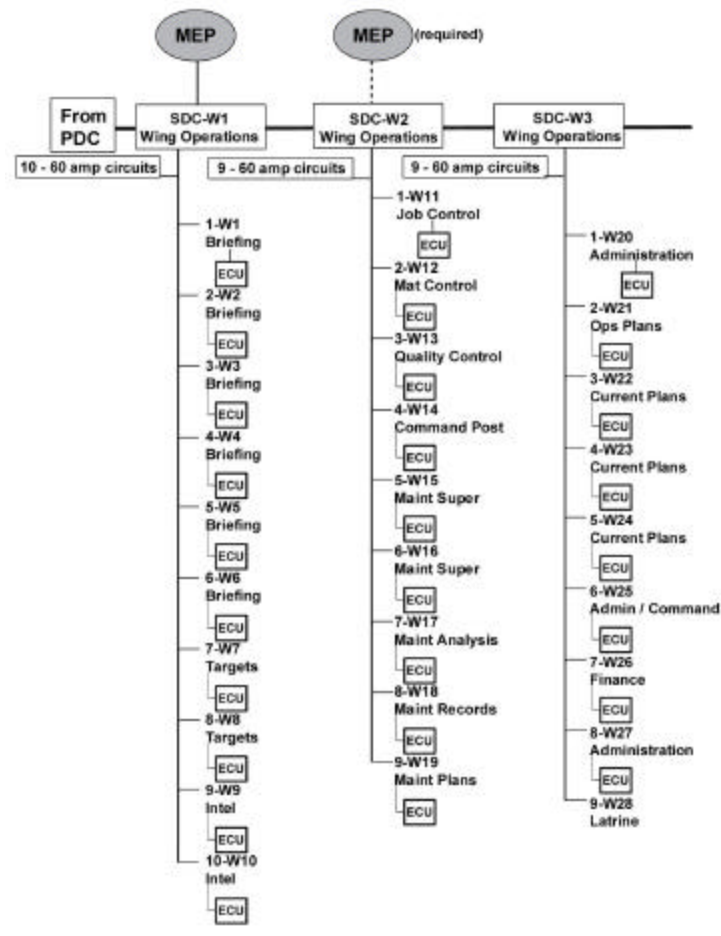 MEP
MEP (required)
From
PDC
SDC-W1
Wing Operations
SDC-W2
Wing Operations
SDC-W3
Wing Operations
10 - 60 amp circuits
9 - 60 amp circuits
9 - 60 amp circuits
1-W1
Briefing
ECU
2-W2
Briefing
ECU
3-W3
Briefing
ECU
4-W4
Briefing
ECU
5-W5
Briefing
ECU
6-W6
Briefing
ECU
7-W7
Targets
ECU
8-W8
Targets
ECU
9-W9
Intel
ECU
10-W10
Intel
ECU
1-W11
Job Control
ECU
2-W12
Mat Control
ECU
3-W13
Quality Control
ECU
4-W14
Command Post
ECU
5-W15
Maint Super
ECU
6-W16
Maint Super
ECU
7-W17
Maint Analysis
ECU
8-W18
Maint Records
ECU
9-W19
Maint Plans
ECU
1-W20
Administration
ECU
2-W21
Ops Plans
ECU
3-W22
Current Plans
ECU
4-W23
Current Plans
ECU
5-W24
Current Plans
ECU
6-W25
Admin / Command
ECU
7-W26
Finance
ECU
8-W27
Administration
ECU
9-W28
Latrine